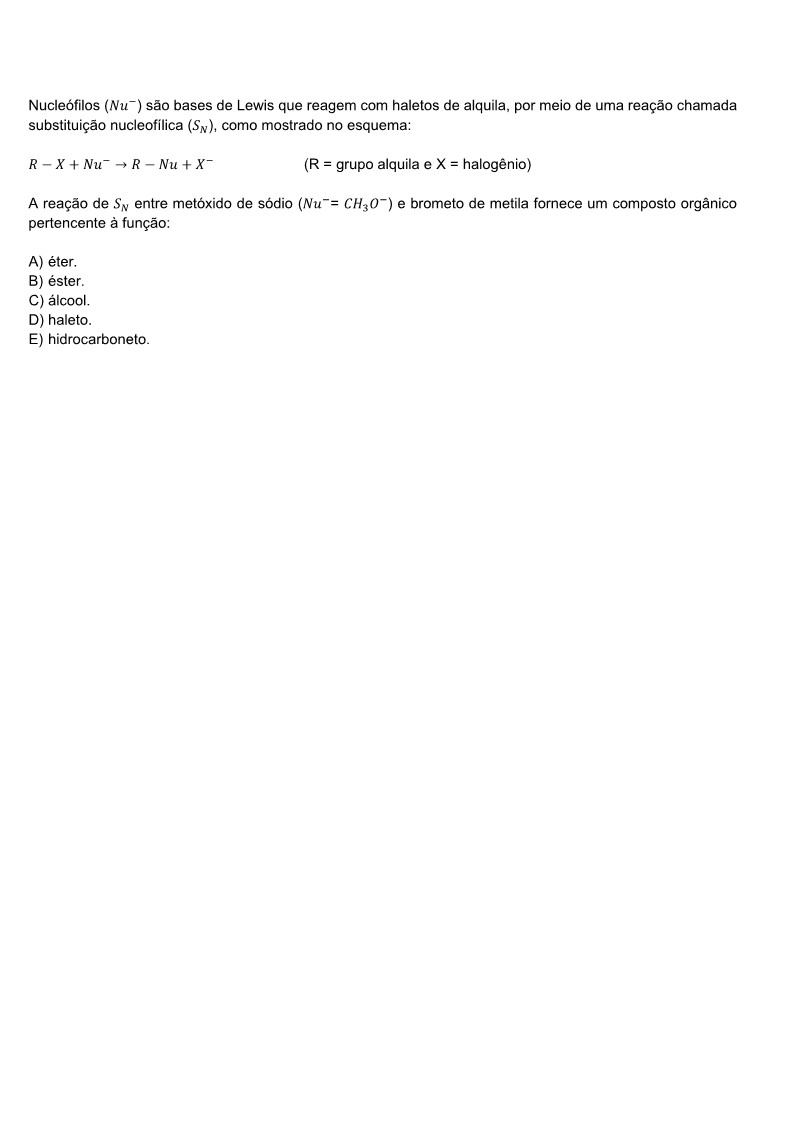 Nucleófilos (Nu⁻) são bases de Lewis que reagem com haletos de alquila, por meio de uma reação chamada
substituição nucleofílica (S_N), como mostrado no esquema:
R − X + Nu⁻ → R − Nu + X⁻ (R = grupo alquila e X = halogênio)
A reação de S_N entre metóxido de sódio (Nu⁻= CH₃O⁻) e brometo de metila fornece um composto orgânico
pertencente à função:
A) éter.
B) éster.
C) álcool.
D) haleto.
E) hidrocarboneto.